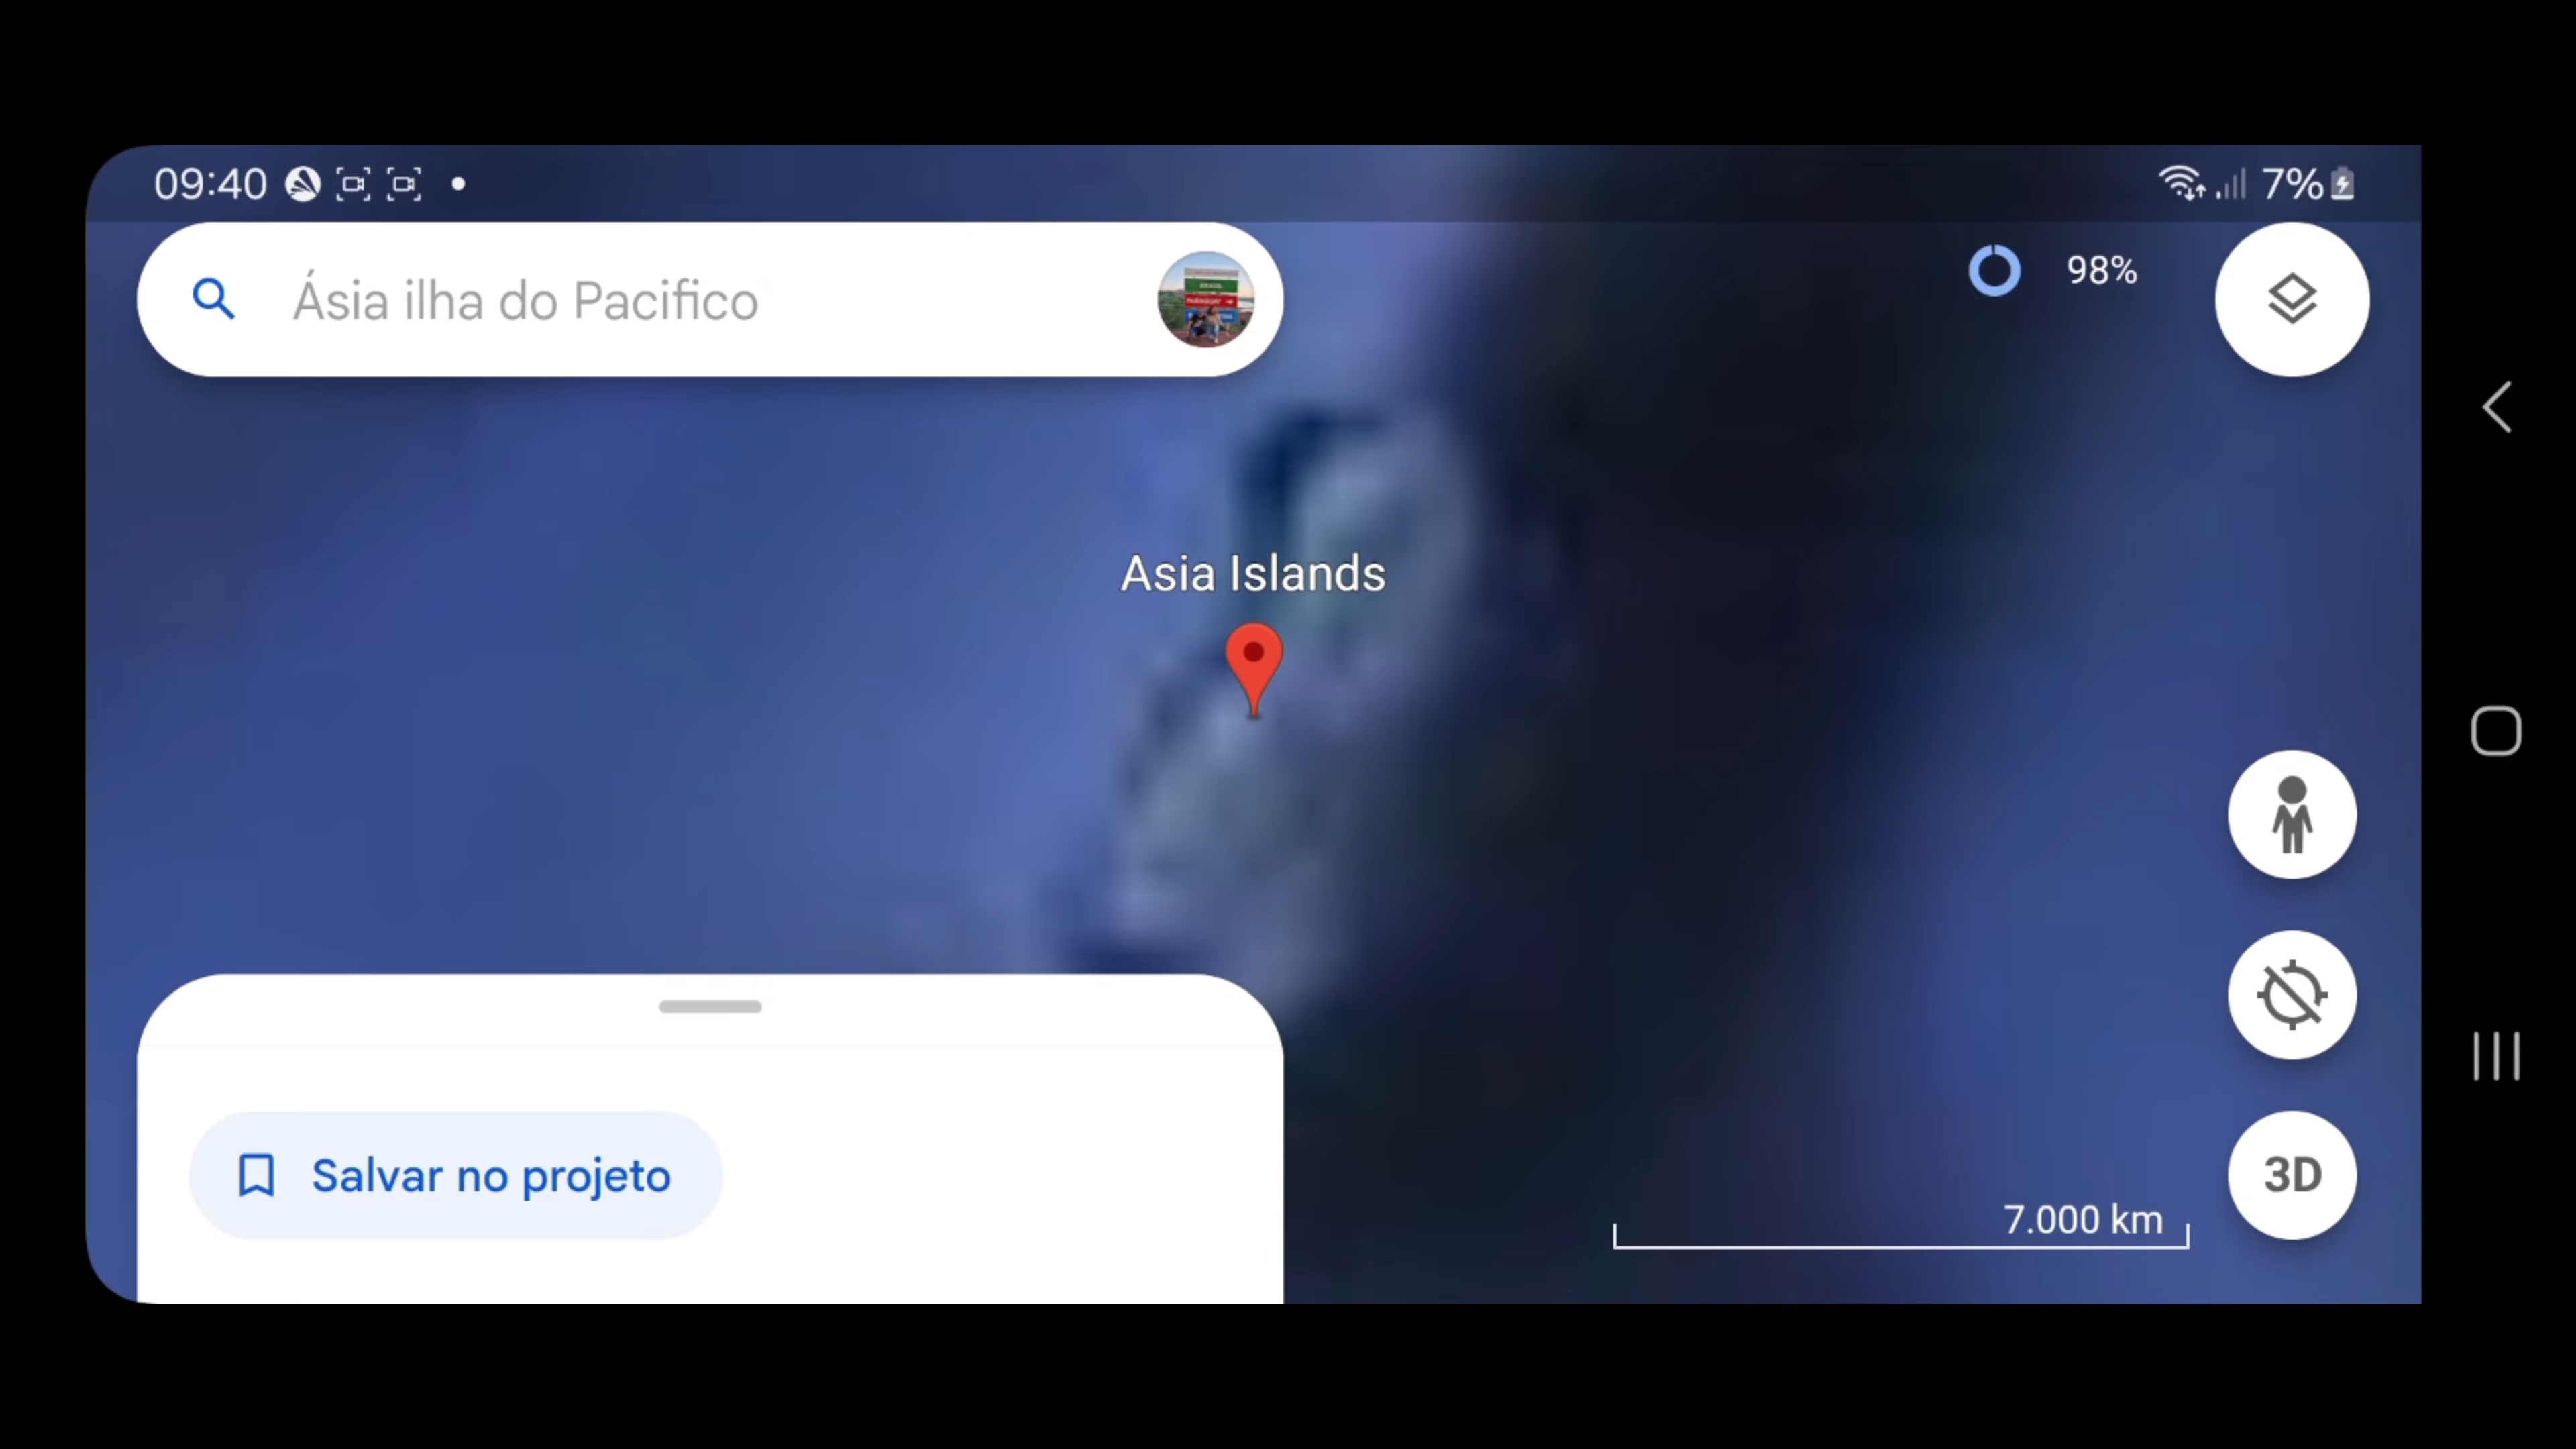 09:40
7%
Ásia ilha do Pacifico
98%
Asia Islands
Salvar no projeto
7.000 km
3D